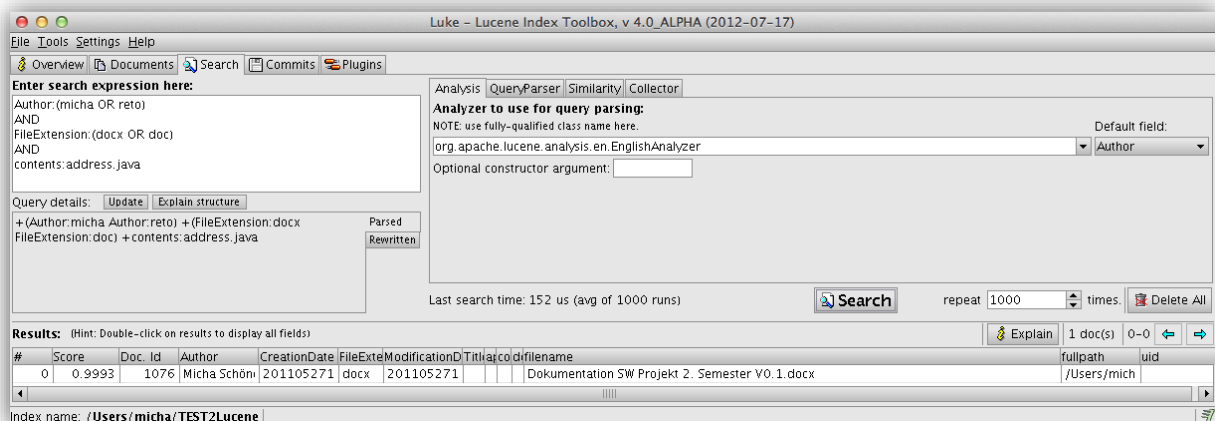 Luke – Lucene Index Toolbox, v 4.0_ALPHA (2012-07-17)
File Tools Settings Help
Overview Documents Search Commits Plugins
Enter search expression here:
Author:(micha OR reto)
AND
FileExtension:(docx OR doc)
AND
contents:address.java
Query details: Update Explain structure
+(Author:micha Author:reto) +(FileExtension:docx
FileExtension:doc) +contents:address.java
Parsed
Rewritten
Analysis QueryParser Similarity Collector
Analyzer to use for query parsing:
NOTE: use fully-qualified class name here.
Default field:
org.apache.lucene.analysis.en.EnglishAnalyzer
Author
Optional constructor argument:
Last search time: 152 us (avg of 1000 runs) Search repeat 1000 times. Delete All
Results: (Hint: Double-click on results to display all fields) Explain 1 doc(s) 0-0
# Score Doc. Id Author CreationDate FileExte ModificationD Title ap co de filename fullpath uid
0 0.9993 1076 Micha Schön 201105271 docx 201105271 Dokumentation SW Projekt 2. Semester V0.1.docx /Users/mich
Index name: /Users/micha/TEST2Lucene